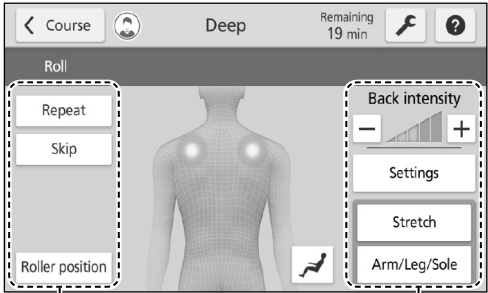 Course
Deep
Remaining
19 min
?
Roll
Repeat
Skip
Roller position
Back intensity
− +
Settings
Stretch
Arm/Leg/Sole